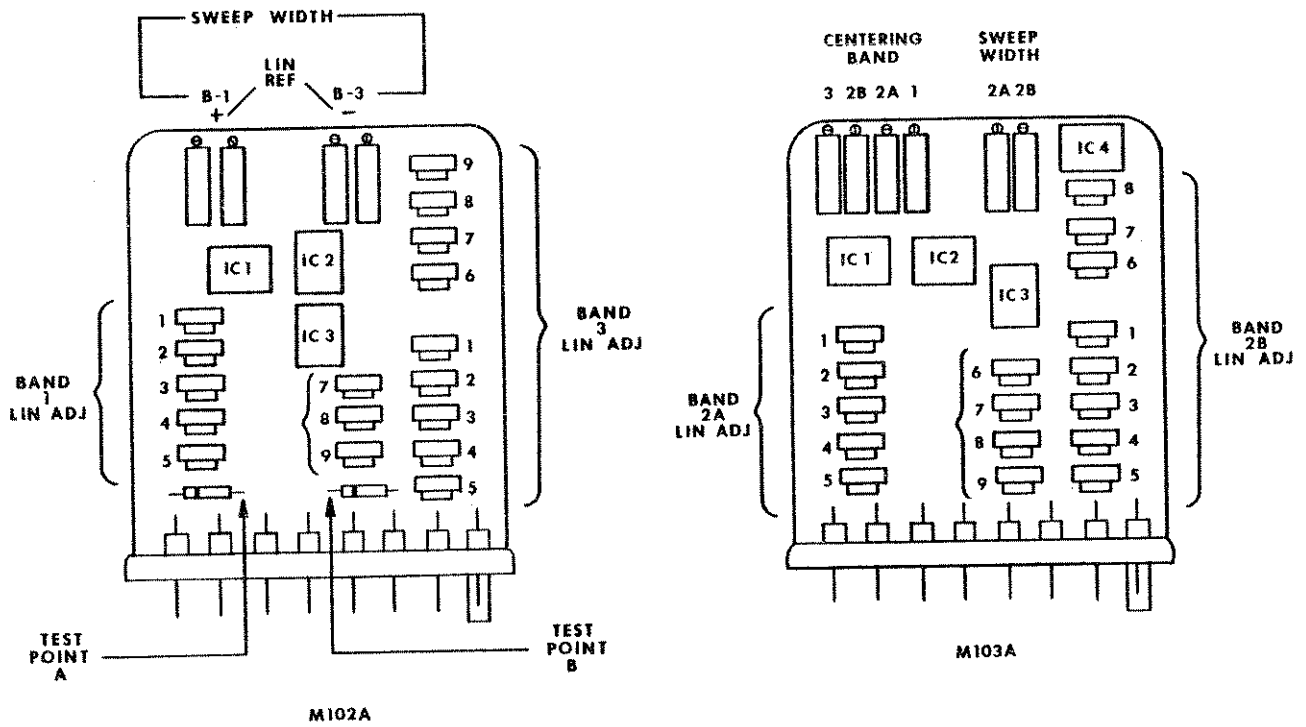 SWEEP WIDTH
LIN
REF
B-1
B-3
+
−
IC 1
IC 2
IC 3
9
8
7
6
1
2
3
4
5
1
2
3
4
5
7
8
9
BAND
1
LIN ADJ
BAND
3
LIN ADJ
TEST
POINT
A
TEST
POINT
B
M102A
CENTERING
BAND
SWEEP
WIDTH
3 2B 2A 1
2A 2B
IC 4
IC 1
IC 2
IC 3
8
7
6
1
2
3
4
5
1
2
3
4
5
6
7
8
9
BAND
2A
LIN ADJ
BAND
2B
LIN ADJ
M103A